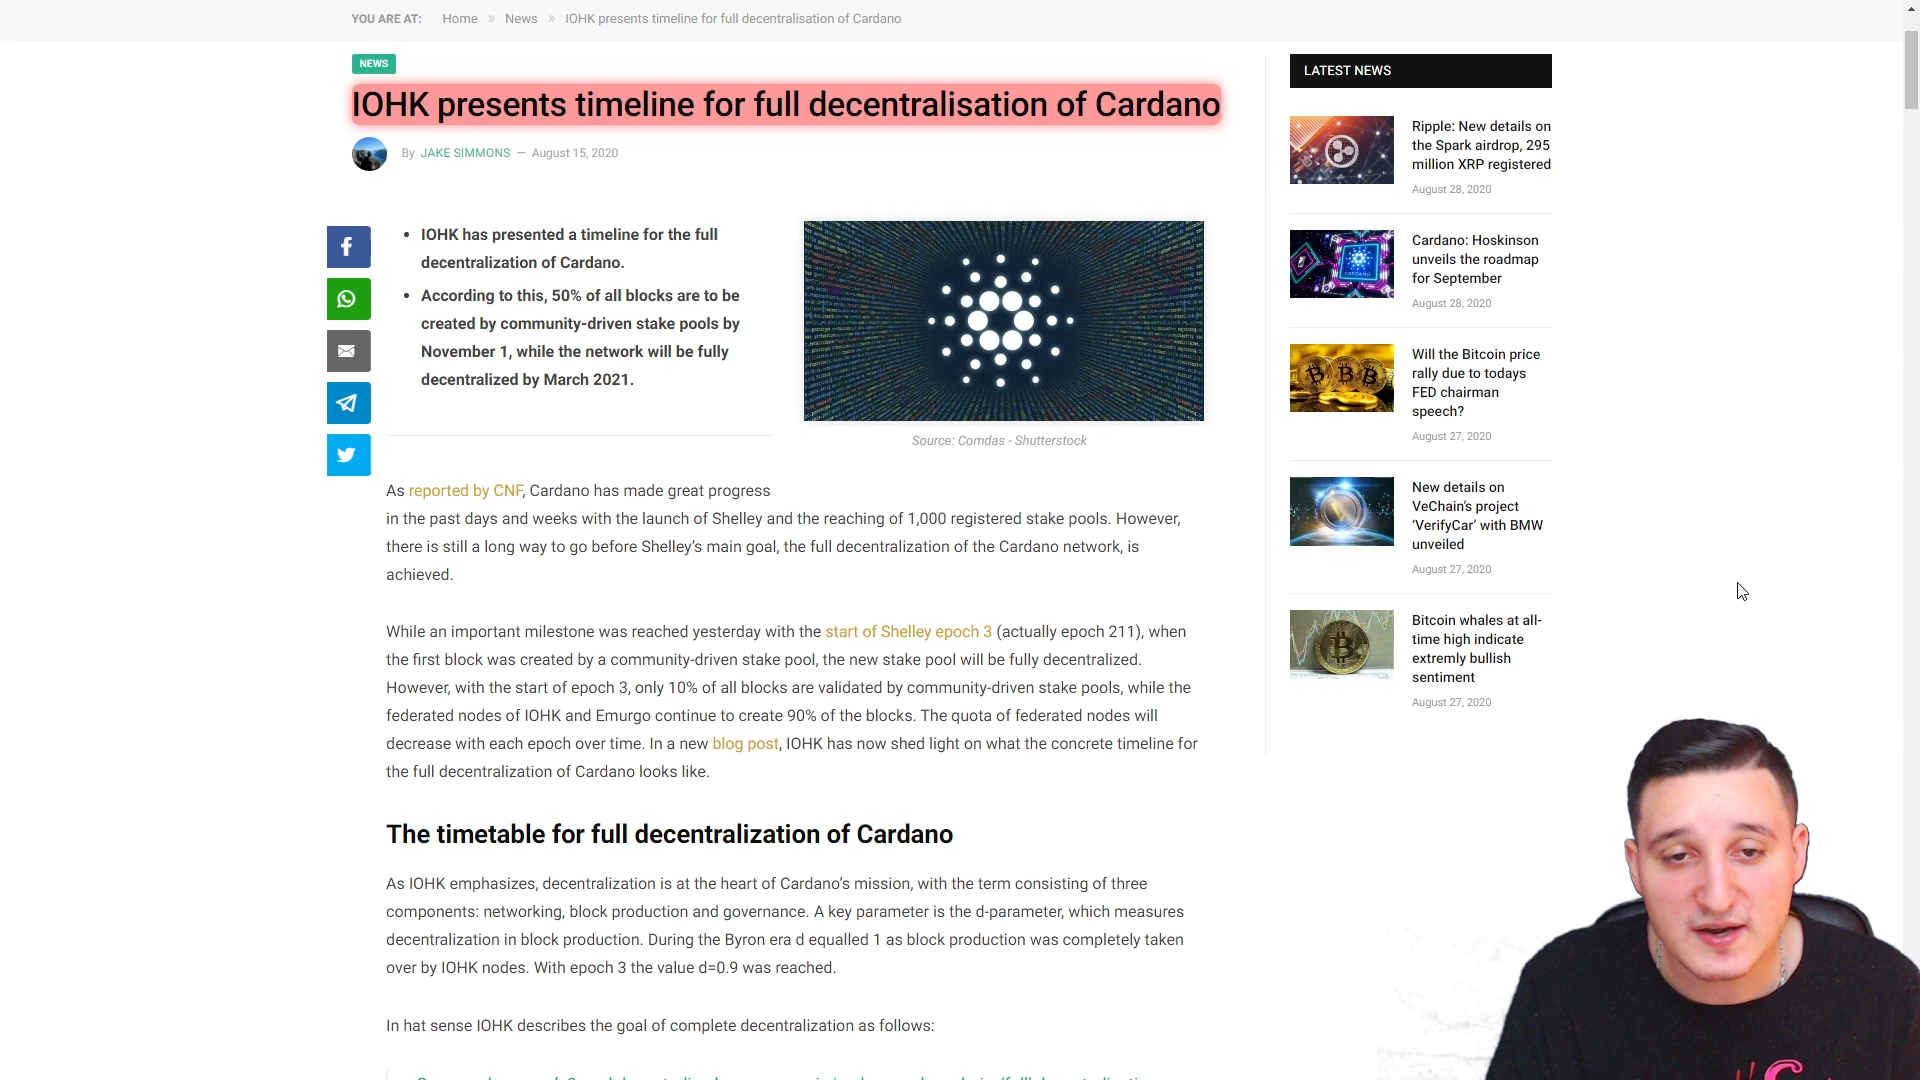 YOU ARE AT: Home » News » IOHK presents timeline for full decentralisation of Cardano
NEWS
IOHK presents timeline for full decentralisation of Cardano
By JAKE SIMMONS — August 15, 2020
• IOHK has presented a timeline for the full
decentralization of Cardano.
• According to this, 50% of all blocks are to be
created by community-driven stake pools by
November 1, while the network will be fully
decentralized by March 2021.
Source: Comdas - Shutterstock
As reported by CNF, Cardano has made great progress
in the past days and weeks with the launch of Shelley and the reaching of 1,000 registered stake pools. However,
there is still a long way to go before Shelley’s main goal, the full decentralization of the Cardano network, is
achieved.
While an important milestone was reached yesterday with the start of Shelley epoch 3 (actually epoch 211), when
the first block was created by a community-driven stake pool, the new stake pool will be fully decentralized.
However, with the start of epoch 3, only 10% of all blocks are validated by community-driven stake pools, while the
federated nodes of IOHK and Emurgo continue to create 90% of the blocks. The quota of federated nodes will
decrease with each epoch over time. In a new blog post, IOHK has now shed light on what the concrete timeline for
the full decentralization of Cardano looks like.
The timetable for full decentralization of Cardano
As IOHK emphasizes, decentralization is at the heart of Cardano’s mission, with the term consisting of three
components: networking, block production and governance. A key parameter is the d-parameter, which measures
decentralization in block production. During the Byron era d equalled 1 as block production was completely taken
over by IOHK nodes. With epoch 3 the value d=0.9 was reached.
In hat sense IOHK describes the goal of complete decentralization as follows:
LATEST NEWS
Ripple: New details on
the Spark airdrop, 295
million XRP registered
August 28, 2020
Cardano: Hoskinson
unveils the roadmap
for September
August 28, 2020
Will the Bitcoin price
rally due to todays
FED chairman
speech?
August 27, 2020
New details on
VeChain’s project
‘VerifyCar’ with BMW
unveiled
August 27, 2020
Bitcoin whales at all-
time high indicate
extremly bullish
sentiment
August 27, 2020